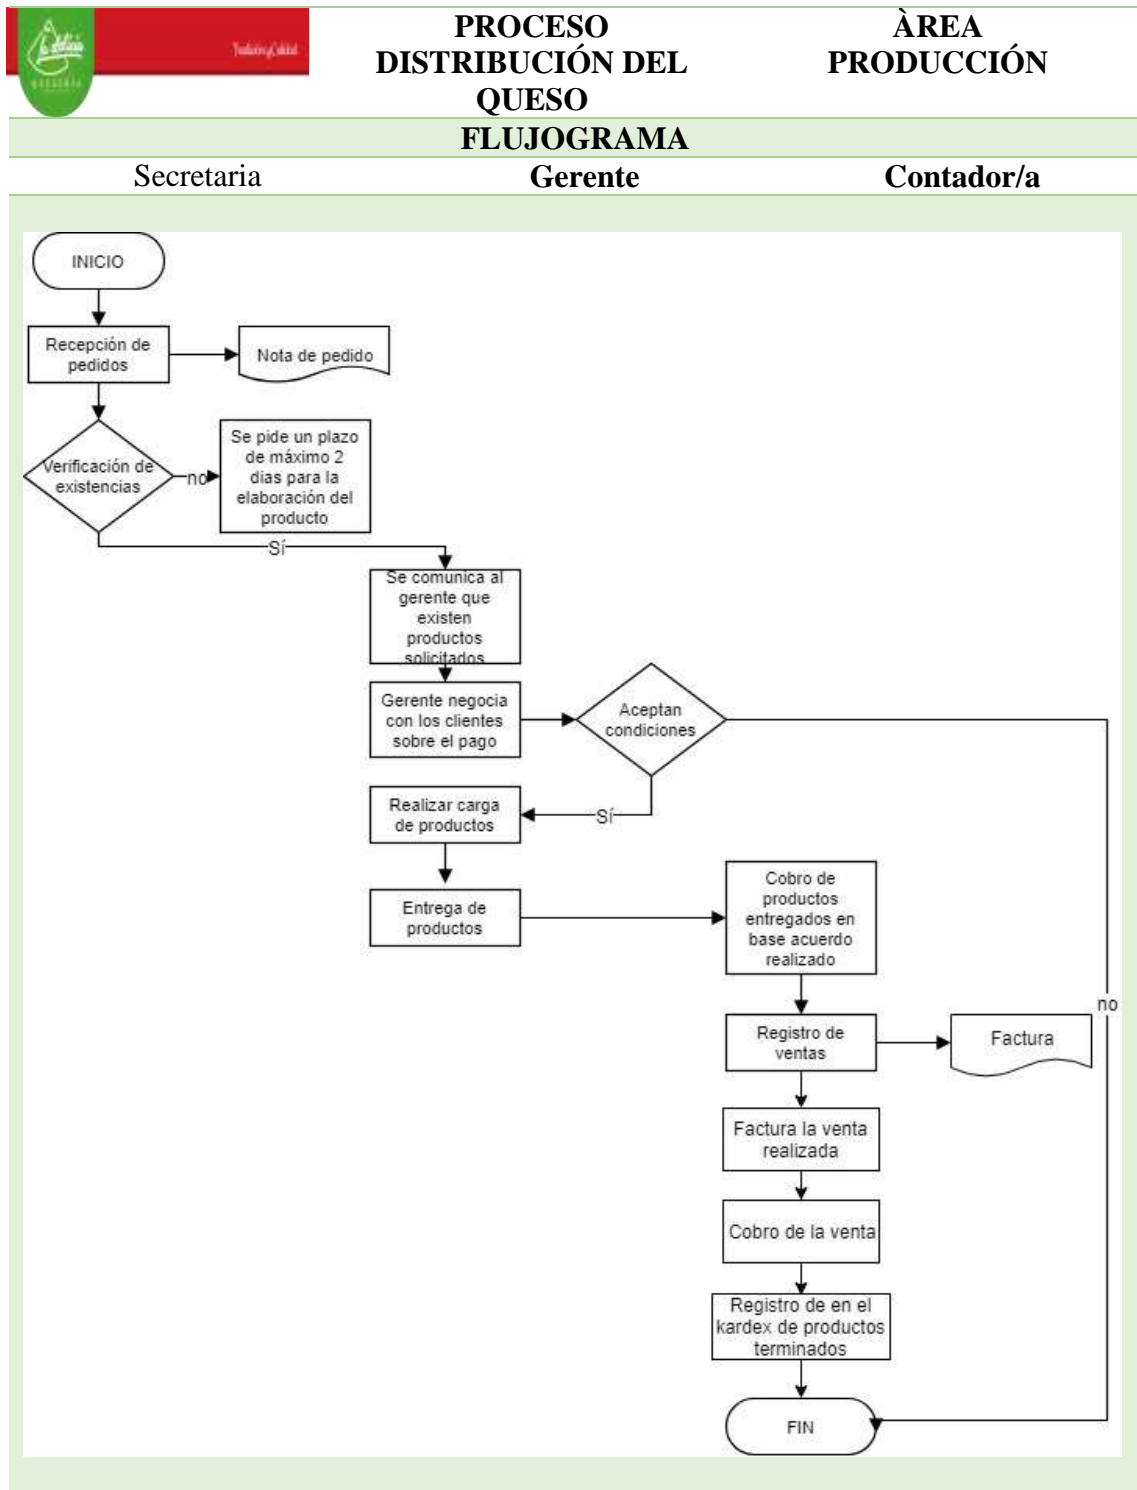 la delicia
Tradición y Calidad
PROCESO
DISTRIBUCIÓN DEL
QUESO
ÀREA
PRODUCCIÓN
FLUJOGRAMA
Secretaria
Gerente
Contador/a
INICIO
Recepción de
pedidos
Nota de pedido
Verificación de
existencias
no
Se pide un plazo
de máximo 2
dias para la
elaboración del
producto
Sí
Se comunica al
gerente que
existen
productos
solicitados
Gerente negocia
con los clientes
sobre el pago
Aceptan
condiciones
Realizar carga
de productos
Sí
Entrega de
productos
Cobro de
productos
entregados en
base acuerdo
realizado
no
Registro de
ventas
Factura
Factura la venta
realizada
Cobro de la venta
Registro de en el
kardex de productos
terminados
FIN